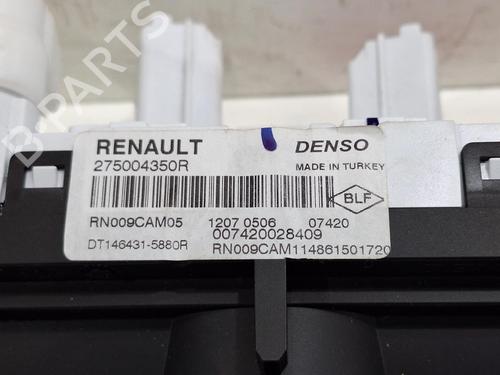 RENAULT DENSO
275004350R MADE IN TURKEY
BLF
RN009CAM05 1207 0506 07420
007420028409
DT146431-5880R RN009CAM114861501720
B-PARTS